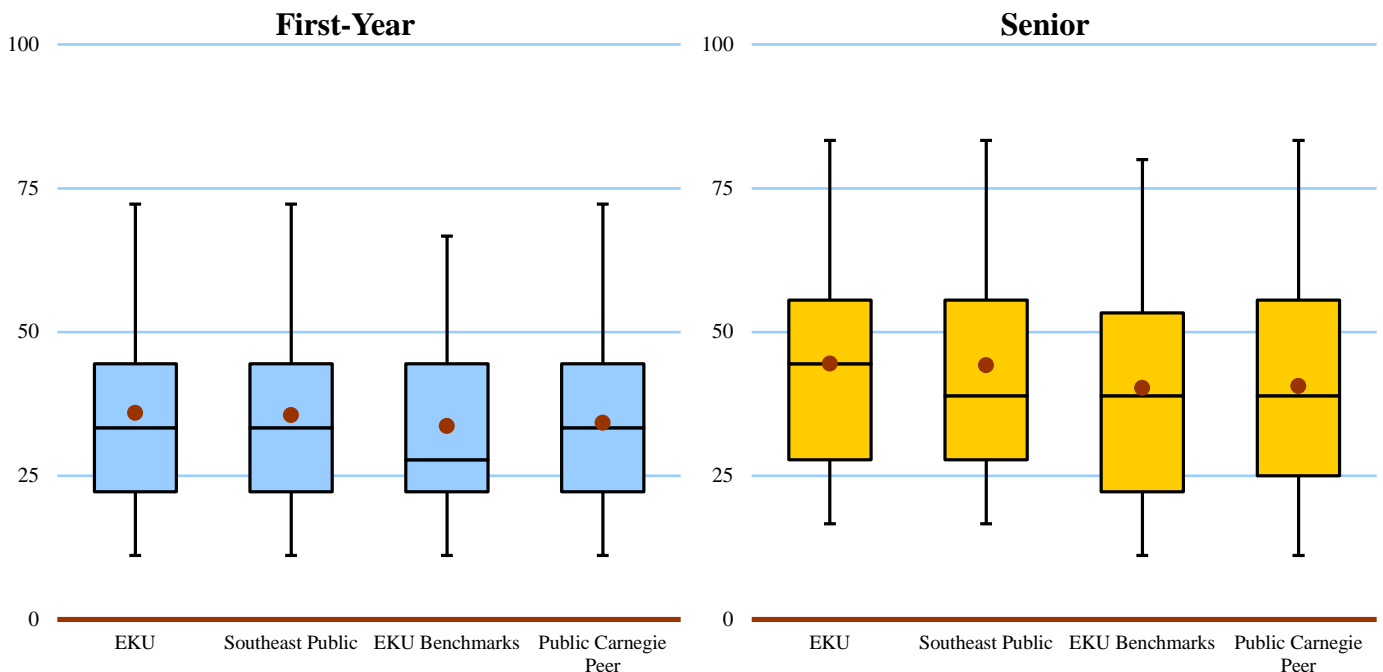 First-Year
100
75
50
25
0
EKU
Southeast Public
EKU Benchmarks
Public Carnegie
Peer
Senior
100
75
50
25
0
EKU
Southeast Public
EKU Benchmarks
Public Carnegie
Peer